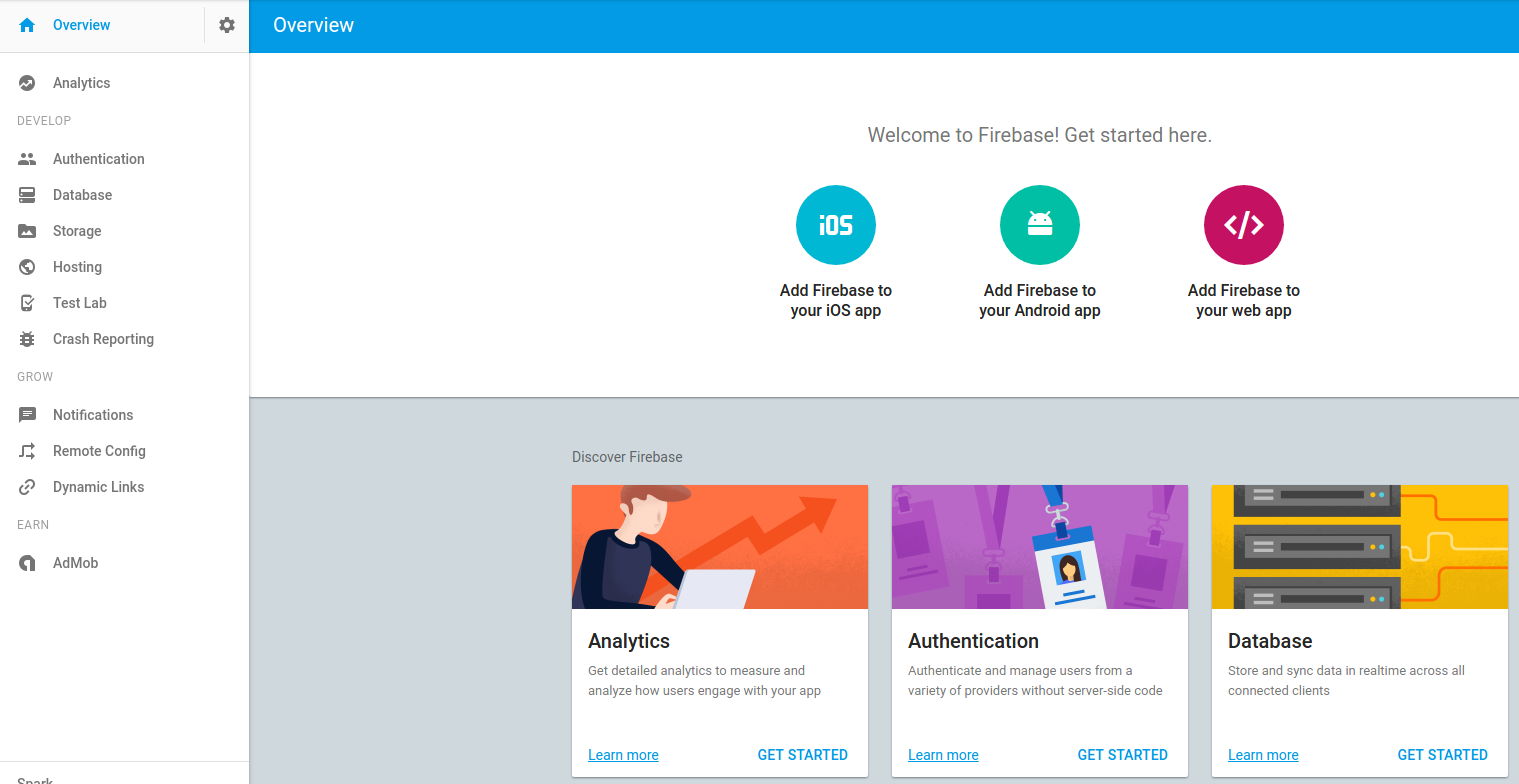 Overview
Analytics
DEVELOP
Authentication
Database
Storage
Hosting
Test Lab
Crash Reporting
GROW
Notifications
Remote Config
Dynamic Links
EARN
AdMob
Spark
Overview
Welcome to Firebase! Get started here.
iOS
Add Firebase to
your iOS app
Add Firebase to
your Android app
</>
Add Firebase to
your web app
Discover Firebase
Analytics
Get detailed analytics to measure and
analyze how users engage with your app
Learn more
GET STARTED
Authentication
Authenticate and manage users from a
variety of providers without server-side code
Learn more
GET STARTED
Database
Store and sync data in realtime across all
connected clients
Learn more
GET STARTED